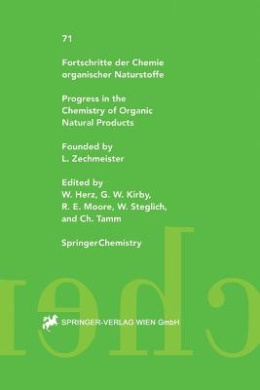 71
Fortschritte der Chemie
organischer Naturstoffe
Progress in the
Chemistry of Organic
Natural Products
Founded by
L. Zechmeister
Edited by
W. Herz, G. W. Kirby,
R. E. Moore, W. Steglich,
and Ch. Tamm
SpringerChemistry
SPRINGER-VERLAG WIEN GmbH